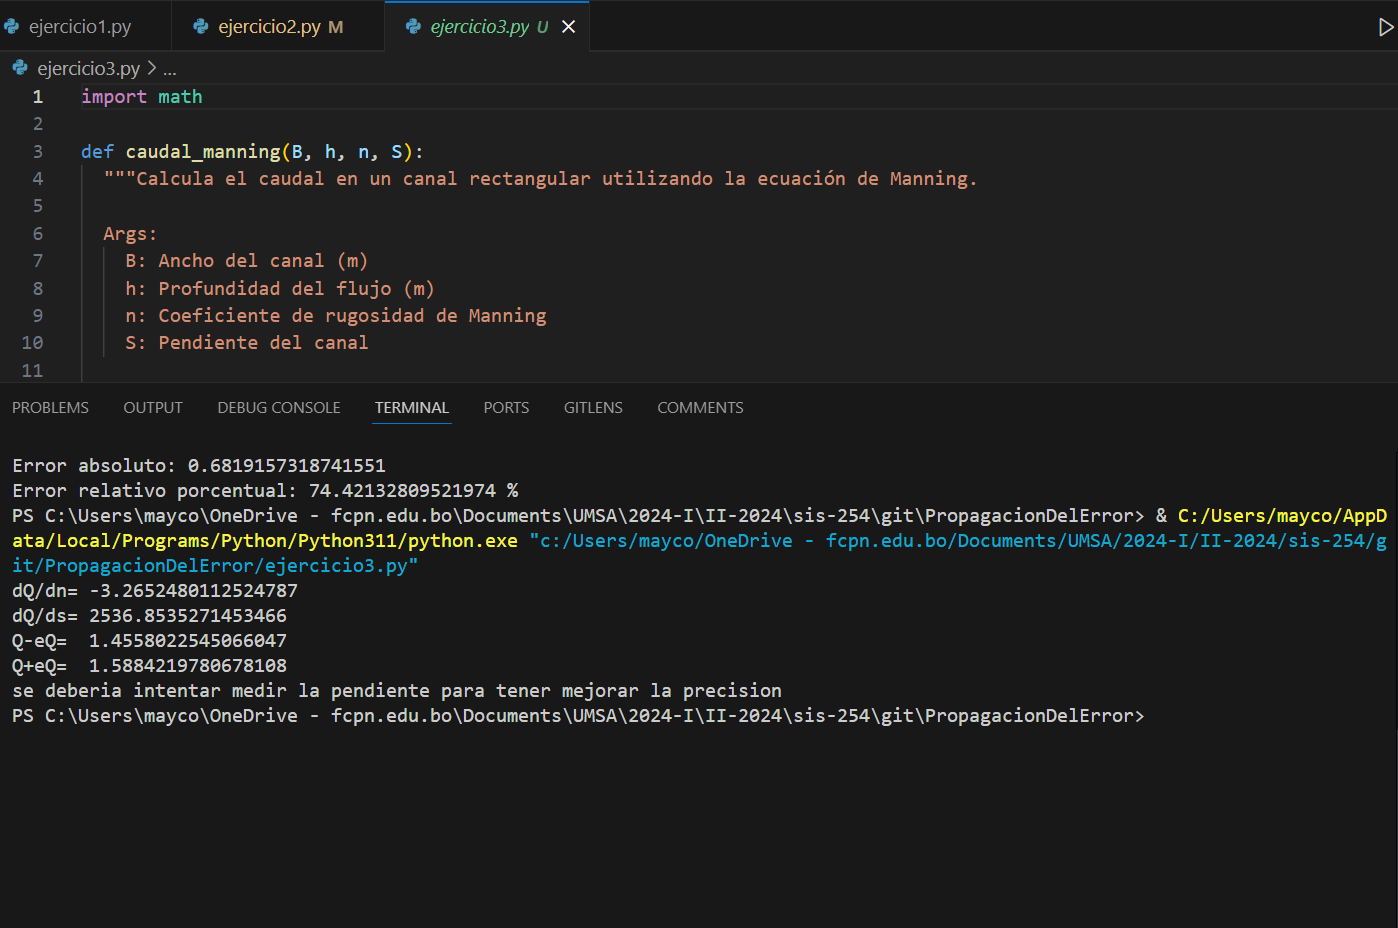 ejercicio1.py ejercicio2.py M ejercicio3.py U
ejercicio3.py > ...
1 import math
2
3 def caudal_manning(B, h, n, S):
4 """Calcula el caudal en un canal rectangular utilizando la ecuación de Manning.
5
6 Args:
7 B: Ancho del canal (m)
8 h: Profundidad del flujo (m)
9 n: Coeficiente de rugosidad de Manning
10 S: Pendiente del canal
11
PROBLEMS OUTPUT DEBUG CONSOLE TERMINAL PORTS GITLENS COMMENTS
Error absoluto: 0.6819157318741551
Error relativo porcentual: 74.42132809521974 %
PS C:\Users\mayco\OneDrive - fcpn.edu.bo\Documents\UMSA\2024-I\II-2024\sis-254\git\PropagacionDelError> & C:/Users/mayco/AppD
ata/Local/Programs/Python/Python311/python.exe "c:/Users/mayco/OneDrive - fcpn.edu.bo/Documents/UMSA/2024-I/II-2024/sis-254/g
it/PropagacionDelError/ejercicio3.py"
dQ/dn= -3.2652480112524787
dQ/ds= 2536.8535271453466
Q-eQ=  1.4558022545066047
Q+eQ=  1.5884219780678108
se deberia intentar medir la pendiente para tener mejorar la precision
PS C:\Users\mayco\OneDrive - fcpn.edu.bo\Documents\UMSA\2024-I\II-2024\sis-254\git\PropagacionDelError>